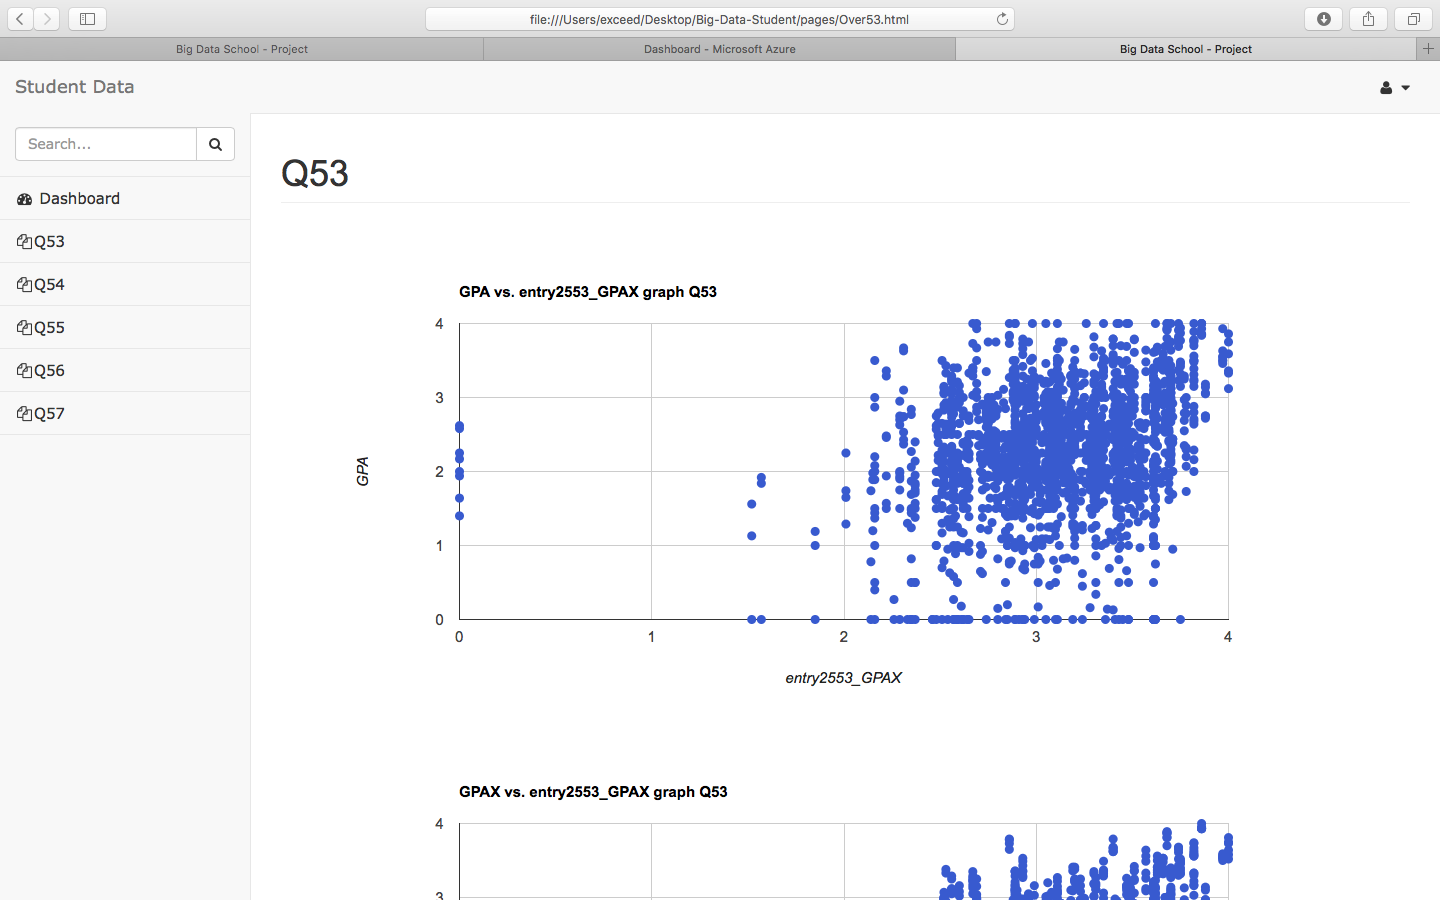 file:///Users/exceed/Desktop/Big-Data-Student/pages/Over53.html
Big Data School - Project
Dashboard - Microsoft Azure
Big Data School - Project
Student Data
Search...
Dashboard
Q53
Q54
Q55
Q56
Q57
Q53
GPA vs. entry2553_GPAX graph Q53
4
3
2
1
0
GPA
0 1 2 3 4
entry2553_GPAX
GPAX vs. entry2553_GPAX graph Q53
4
3